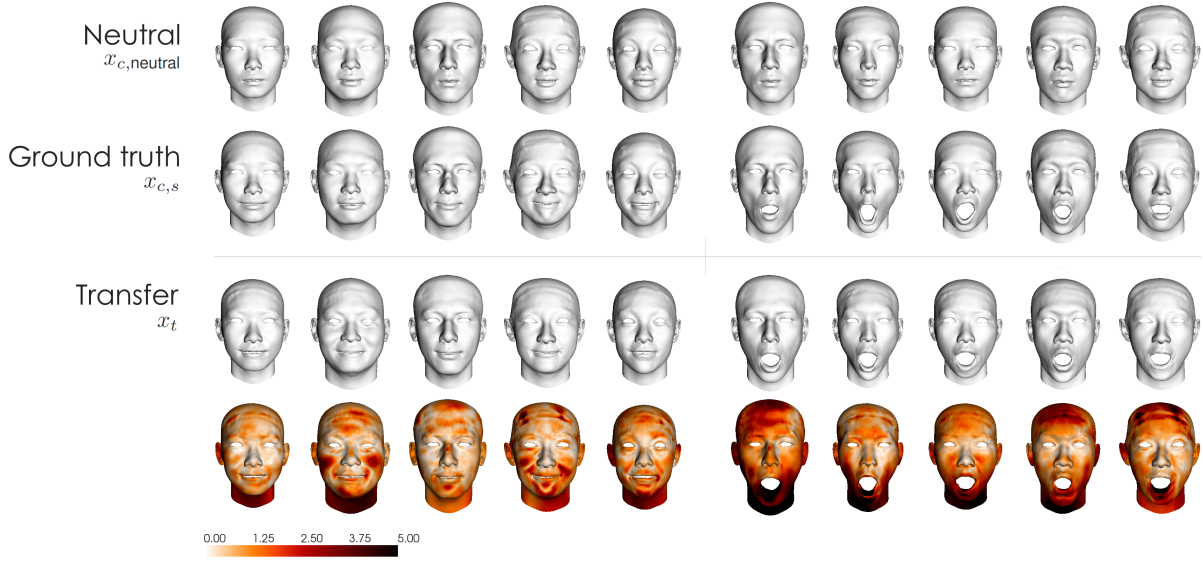 Neutral
x_{c,neutral}
Ground truth
x_{c,s}
Transfer
x_t
0.00 1.25 2.50 3.75 5.00